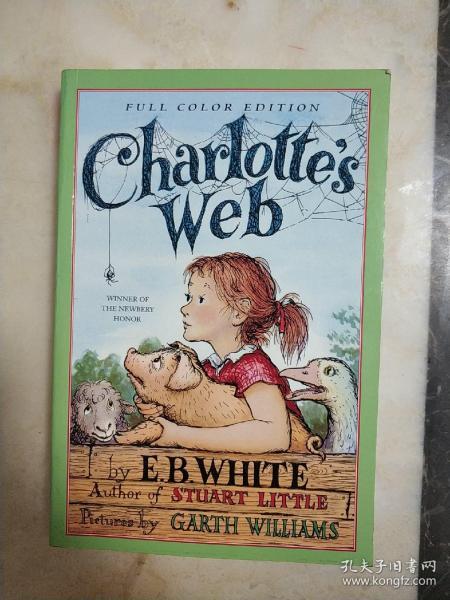 FULL COLOR EDITION
Charlotte's
Web
WINNER OF
THE NEWBERY
HONOR
by E.B. WHITE
Author of STUART LITTLE
Pictures by GARTH WILLIAMS
孔夫子旧书网
www.kongfz.com